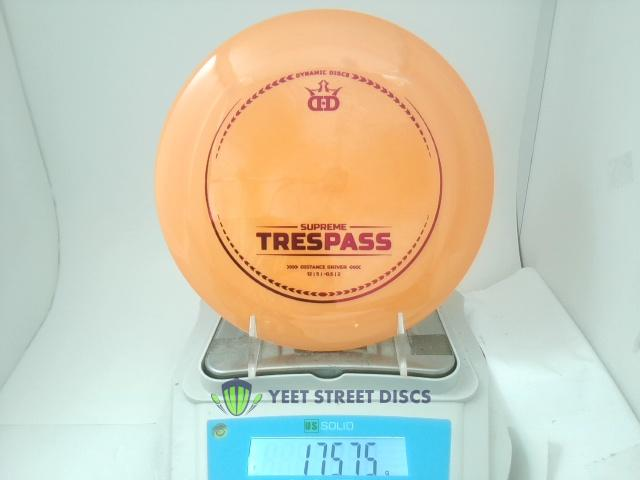 DYNAMIC DISCS
SUPREME
TRESPASS
DISTANCE DRIVER
12 | 5 | -0.5 | 2
YEET STREET DISCS
US SOLID
175.75 g